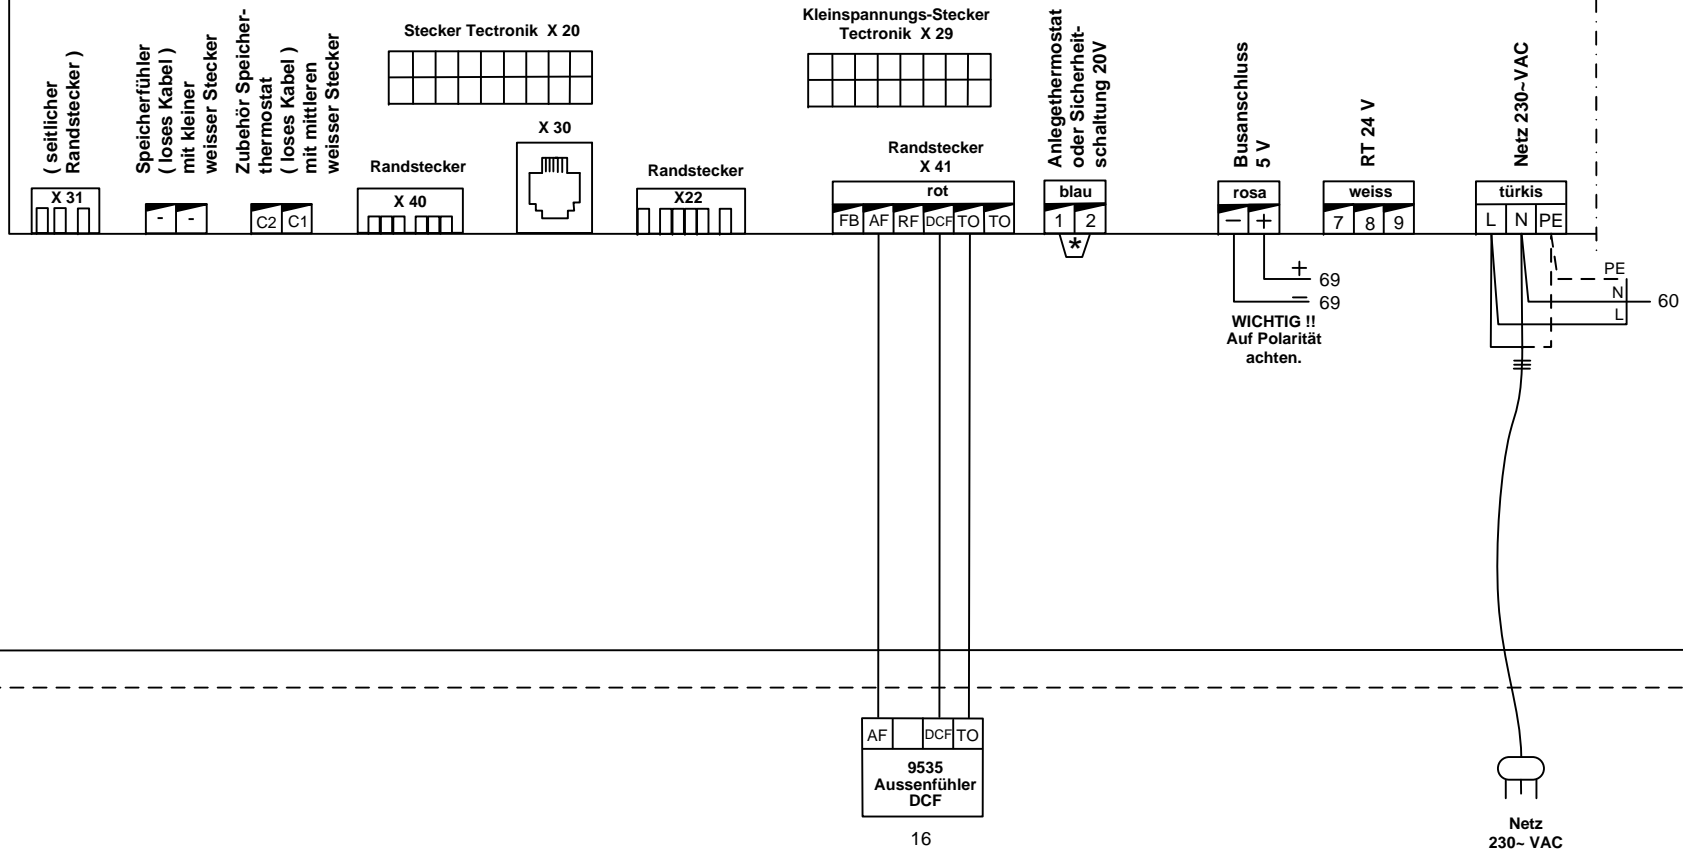 ( seitlicher
Randstecker )
X 31
Speicherfühler
( loses Kabel )
mit kleiner
weisser Stecker
- -
Zubehör Speicher-
thermostat
( loses Kabel )
mit mittleren
weisser Stecker
C2 C1
Stecker Tectronik X 20
Randstecker
X 40
X 30
Randstecker
X22
Kleinspannungs-Stecker
Tectronik X 29
Randstecker
X 41
rot
FB AF RF DCF TO TO
Anlegethermostat
oder Sicherheit-
schaltung 20V
blau
1 2
*
Busanschluss
5 V
rosa
- +
+ 69
- 69
WICHTIG !!
Auf Polarität
achten.
RT 24 V
weiss
7 8 9
Netz 230~VAC
türkis
L N PE
PE
N
L
60
AF DCF TO
9535
Aussenfühler
DCF
16
Netz
230~ VAC